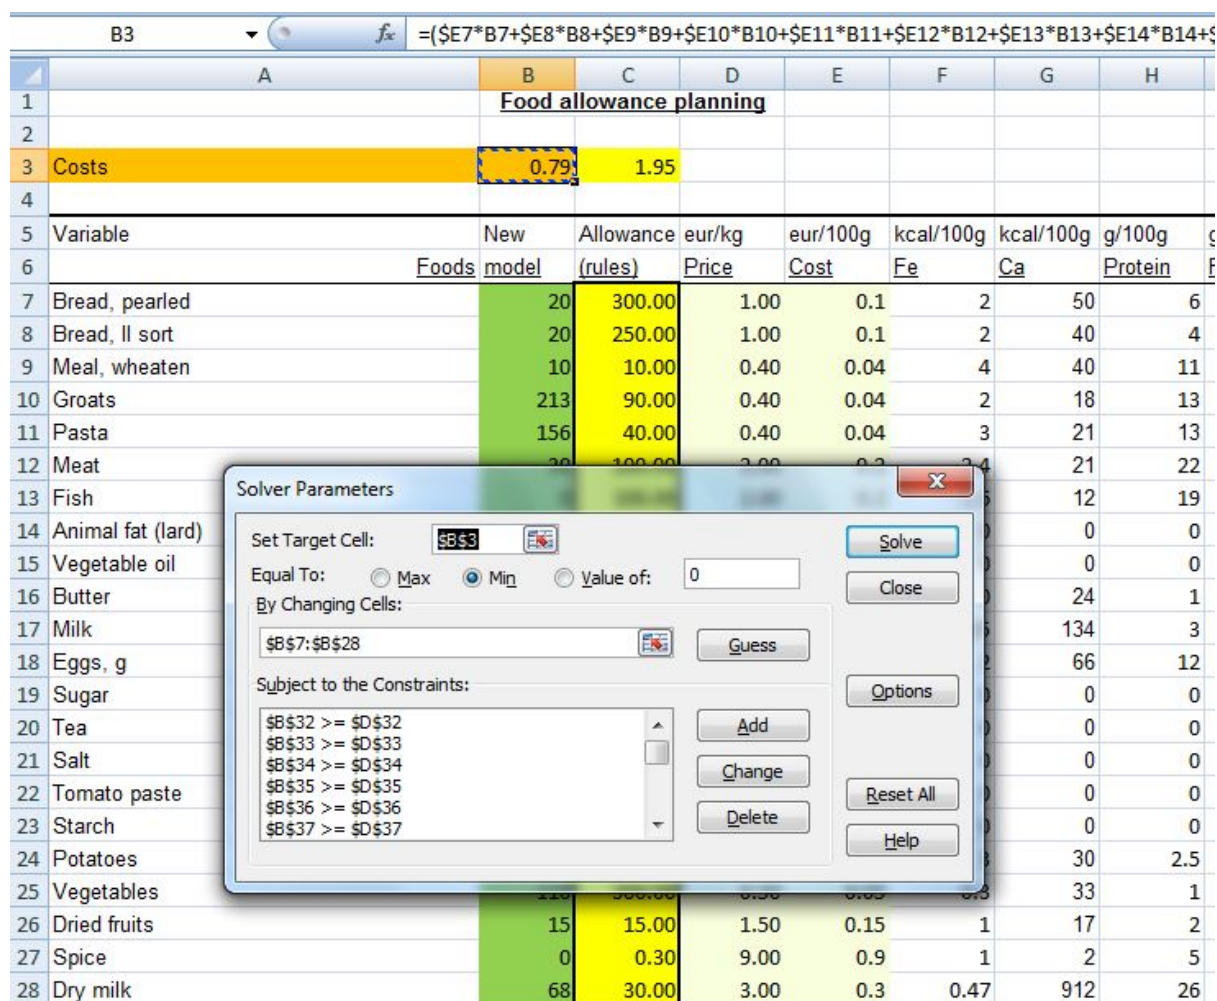 B3 fx =($E7*B7+$E8*B8+$E9*B9+$E10*B10+$E11*B11+$E12*B12+$E13*B13+$E14*B14+$
A B C D E F G H
1 Food allowance planning
2
3 Costs 0.79 1.95
4
5 Variable New Allowance eur/kg eur/100g kcal/100g kcal/100g g/100g
6 Foods model (rules) Price Cost Fe Ca Protein
7 Bread, pearled 20 300.00 1.00 0.1 2 50 6
8 Bread, II sort 20 250.00 1.00 0.1 2 40 4
9 Meal, wheaten 10 10.00 0.40 0.04 4 40 11
10 Groats 213 90.00 0.40 0.04 2 18 13
11 Pasta 156 40.00 0.40 0.04 3 21 13
12 Meat 21 22
13 Fish 12 19
14 Animal fat (lard) 0 0
15 Vegetable oil 0 0
16 Butter 24 1
17 Milk 134 3
18 Eggs, g 66 12
19 Sugar 0 0
20 Tea 0 0
21 Salt 0 0
22 Tomato paste 0 0
23 Starch 0 0
24 Potatoes 30 2.5
25 Vegetables 33 1
26 Dried fruits 15 15.00 1.50 0.15 1 17 2
27 Spice 0 0.30 9.00 0.9 1 2 5
28 Dry milk 68 30.00 3.00 0.3 0.47 912 26
Solver Parameters
Set Target Cell: $B$3 Solve
Equal To: Max Min Value of: 0 Close
By Changing Cells:
$B$7:$B$28 Guess
Subject to the Constraints: Options
$B$32 >= $D$32 Add
$B$33 >= $D$33
$B$34 >= $D$34 Change
$B$35 >= $D$35
$B$36 >= $D$36 Reset All
$B$37 >= $D$37 Delete
Help